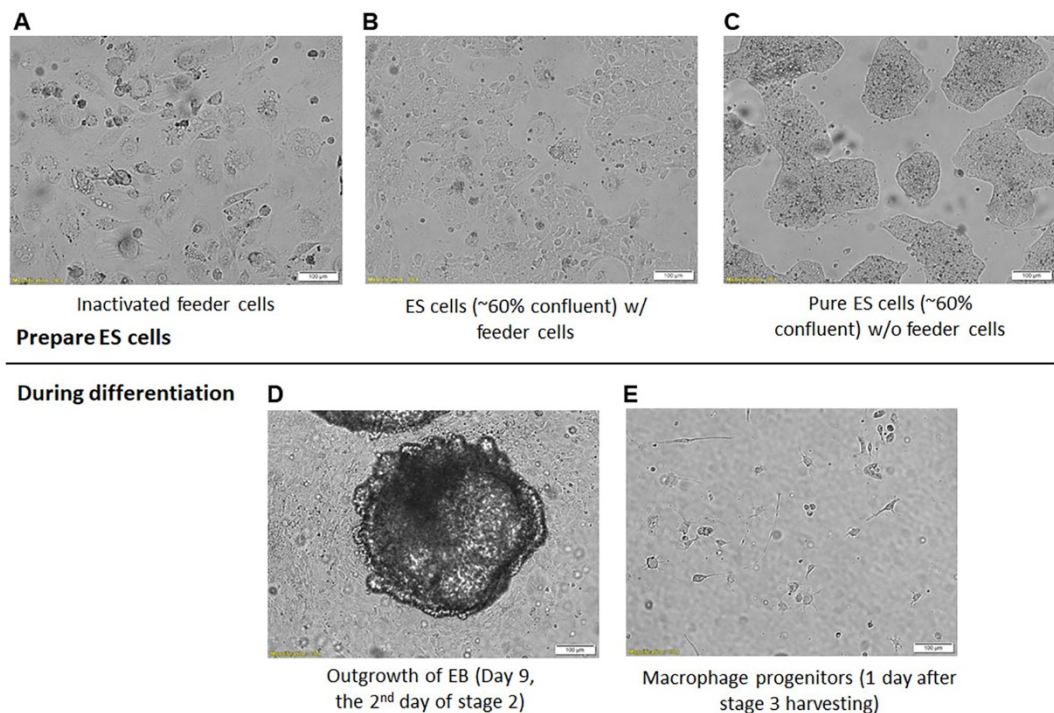 A
B
C
100 µm
100 µm
100 µm
Inactivated feeder cells
ES cells (~60% confluent) w/
feeder cells
Pure ES cells (~60%
confluent) w/o feeder cells
Prepare ES cells
During differentiation
D
E
100 µm
100 µm
Outgrowth of EB (Day 9,
the 2nd day of stage 2)
Macrophage progenitors (1 day after
stage 3 harvesting)